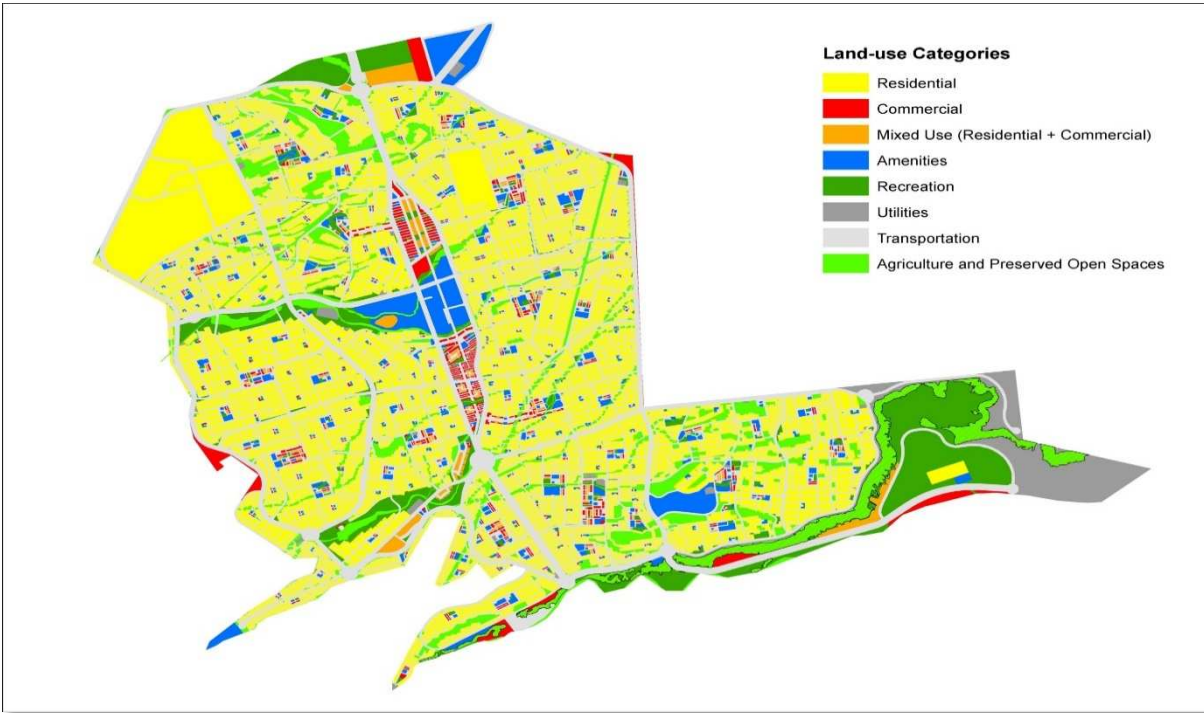 Land-use Categories
Residential
Commercial
Mixed Use (Residential + Commercial)
Amenities
Recreation
Utilities
Transportation
Agriculture and Preserved Open Spaces